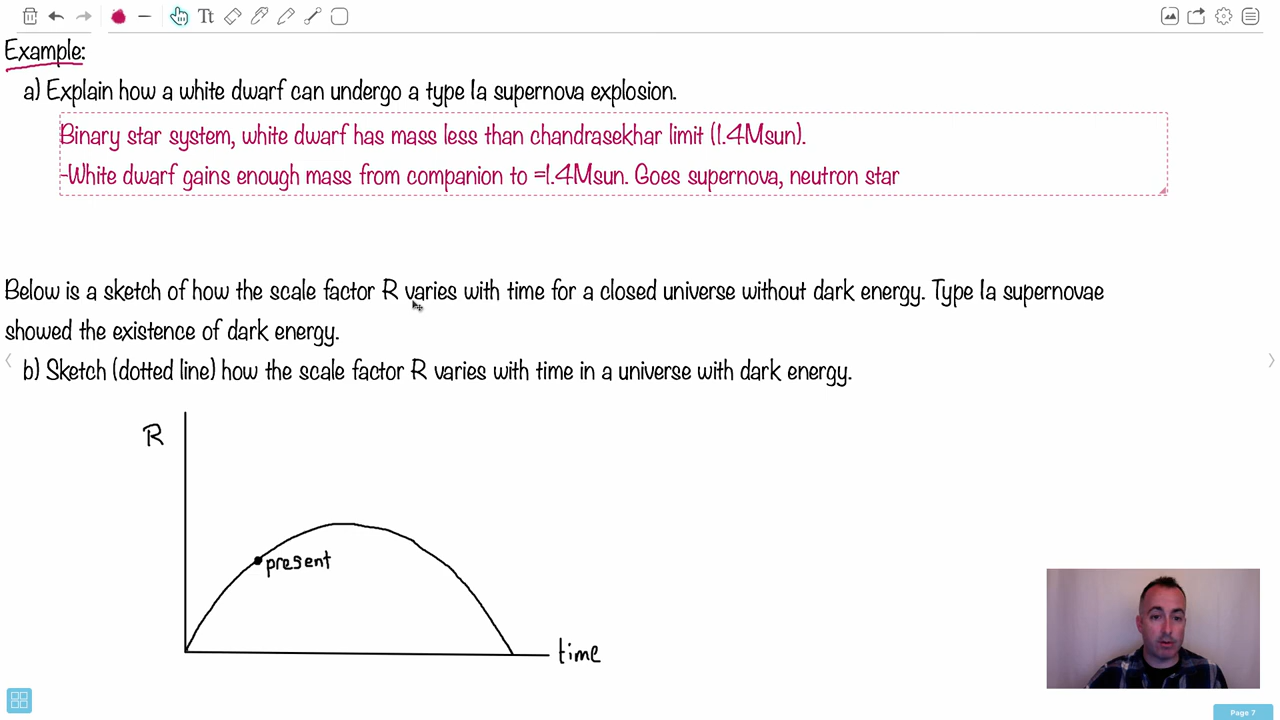 Tt
Example:
a) Explain how a white dwarf can undergo a type 1a supernova explosion.
Binary star system, white dwarf has mass less than chandrasekhar limit (1.4Msun).
-White dwarf gains enough mass from companion to =1.4Msun. Goes supernova, neutron star
Below is a sketch of how the scale factor R varies with time for a closed universe without dark energy. Type 1a supernovae
showed the existence of dark energy.
b) Sketch (dotted line) how the scale factor R varies with time in a universe with dark energy.
R
present
time
Page 7